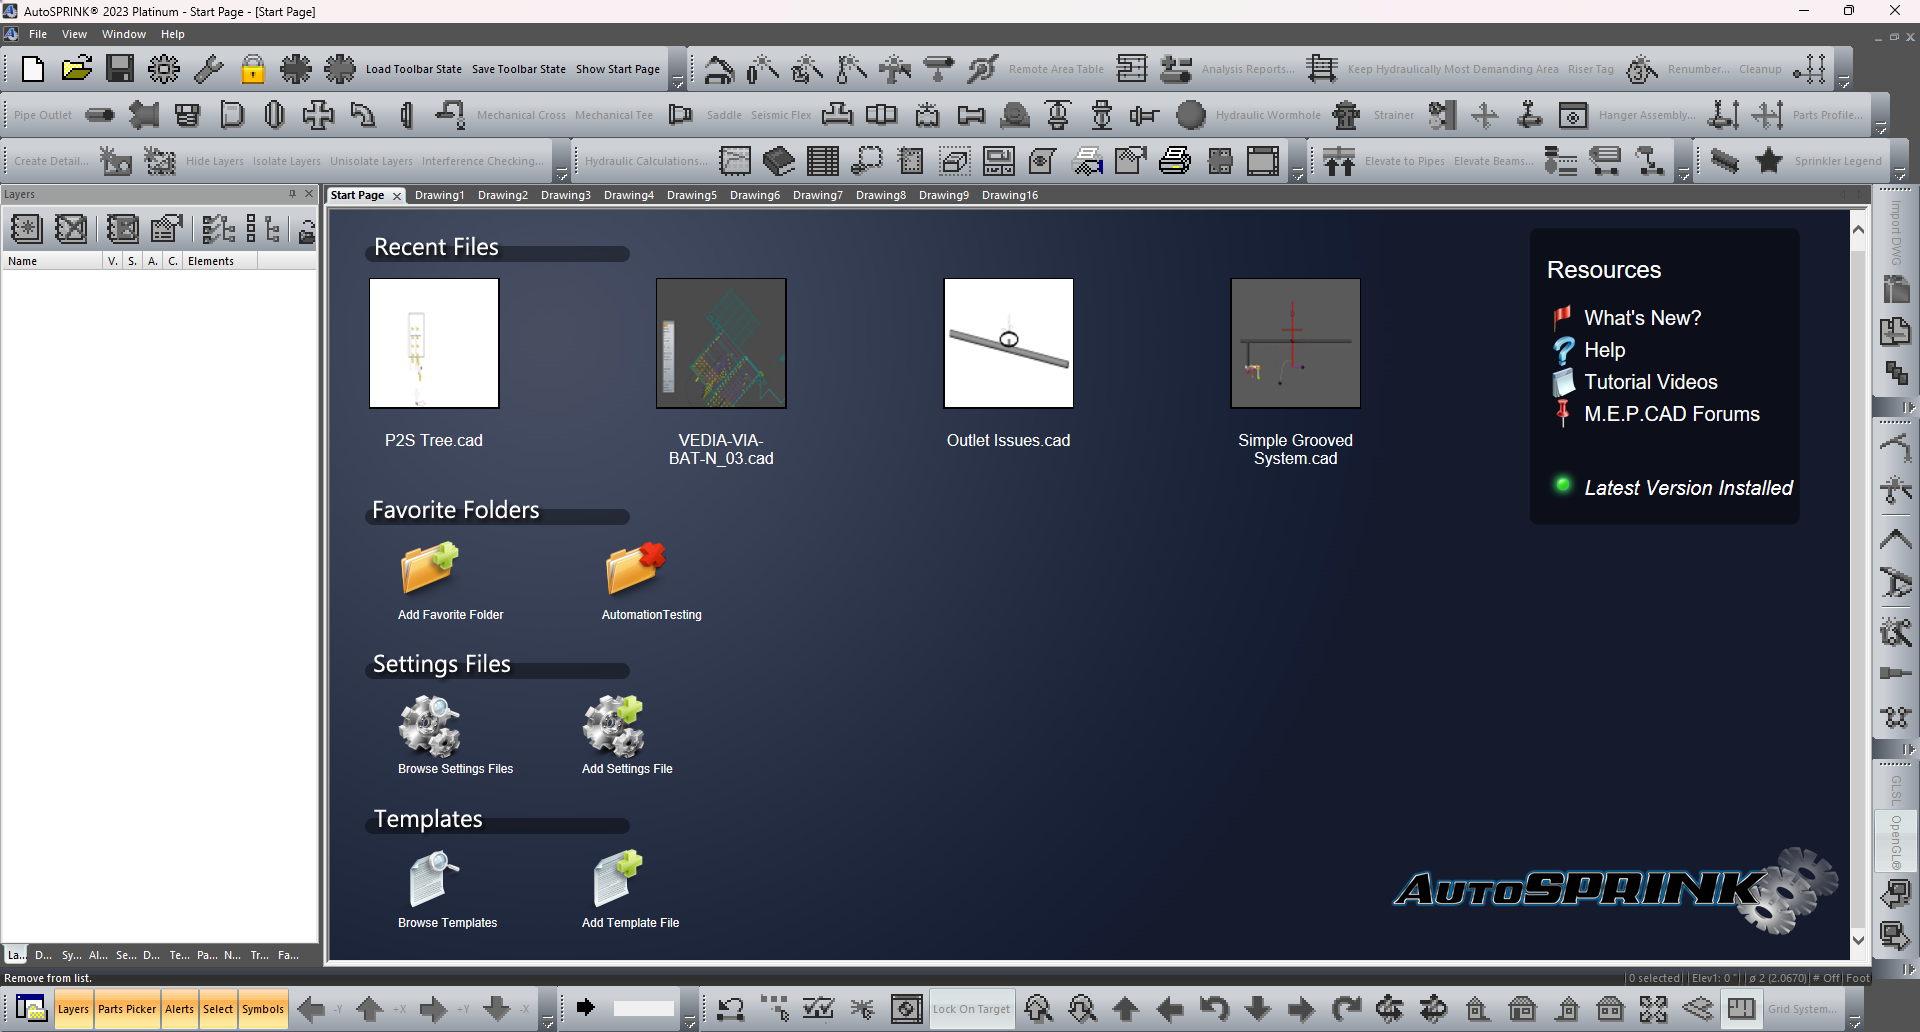 AutoSPRINK® 2023 Platinum - Start Page - [Start Page]
File View Window Help
Load Toolbar State Save Toolbar State Show Start Page Remote Area Table Analysis Reports... Keep Hydraulically Most Demanding Area Riser Tag Renumber... Cleanup
Pipe Outlet Mechanical Cross Mechanical Tee Saddle Seismic Flex Hydraulic Wormhole Strainer Hanger Assembly... Parts Profile...
Create Detail... Hide Layers Isolate Layers Unisolate Layers Interference Checking... Hydraulic Calculations... Elevate to Pipes Elevate Beams... Sprinkler Legend
Layers
Start Page Drawing1 Drawing2 Drawing3 Drawing4 Drawing5 Drawing6 Drawing7 Drawing8 Drawing9 Drawing16
Name V. S. A. C. Elements
Recent Files
P2S Tree.cad
VEDIA-VIA-
BAT-N_03.cad
Outlet Issues.cad
Simple Grooved
System.cad
Resources
What's New?
Help
Tutorial Videos
M.E.P.CAD Forums
Latest Version Installed
Favorite Folders
Add Favorite Folder
AutomationTesting
Settings Files
Browse Settings Files
Add Settings File
Templates
Browse Templates
Add Template File
AutoSPRINK
Import DWG
GLSL
OpenGL®
La... D... Sy... Al... Se... D... Te... Pa... N... Tr... Fa...
Remove from list.
0 selected Elev1: 0 " ø 2 (2.0670) # Off Foot
Layers Parts Picker Alerts Select Symbols -Y +X +Y -X Lock On Target Grid System...